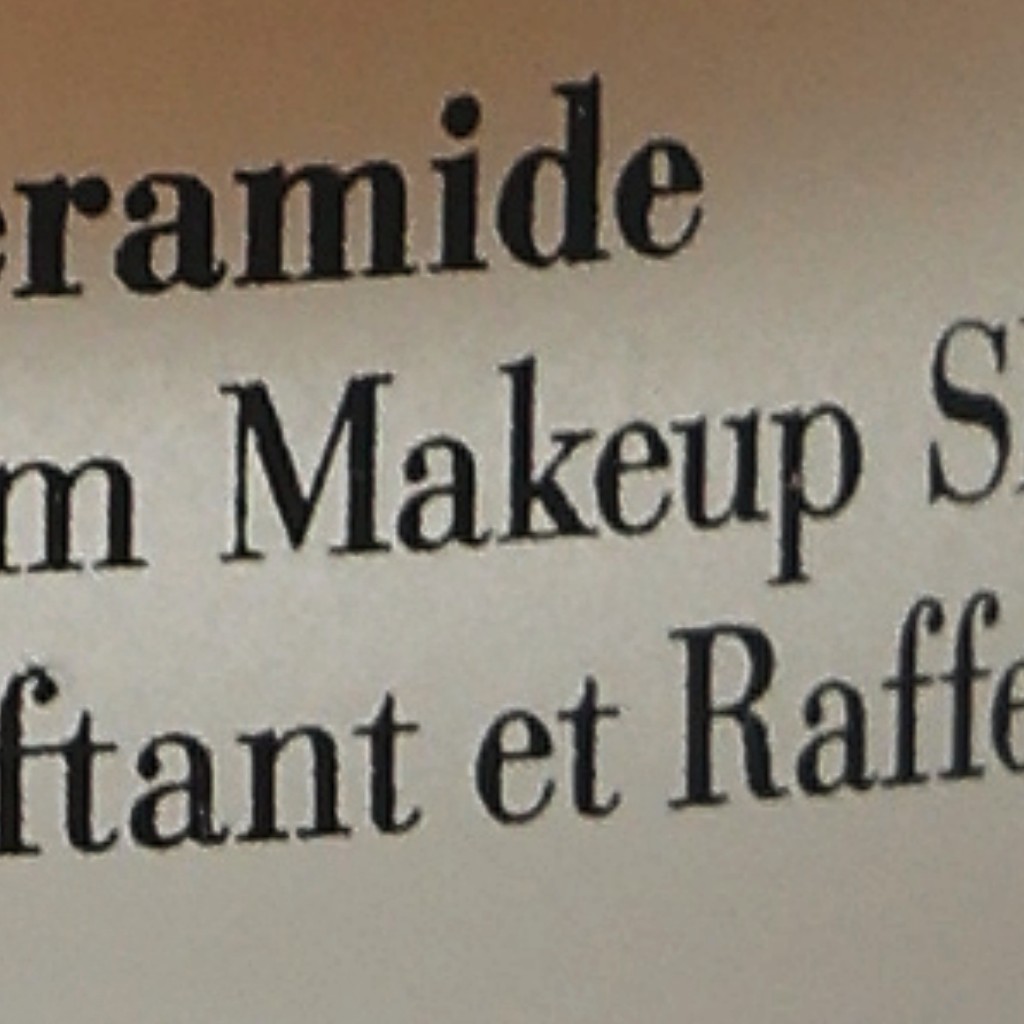 eramide
m Makeup S
ftant et Raffe